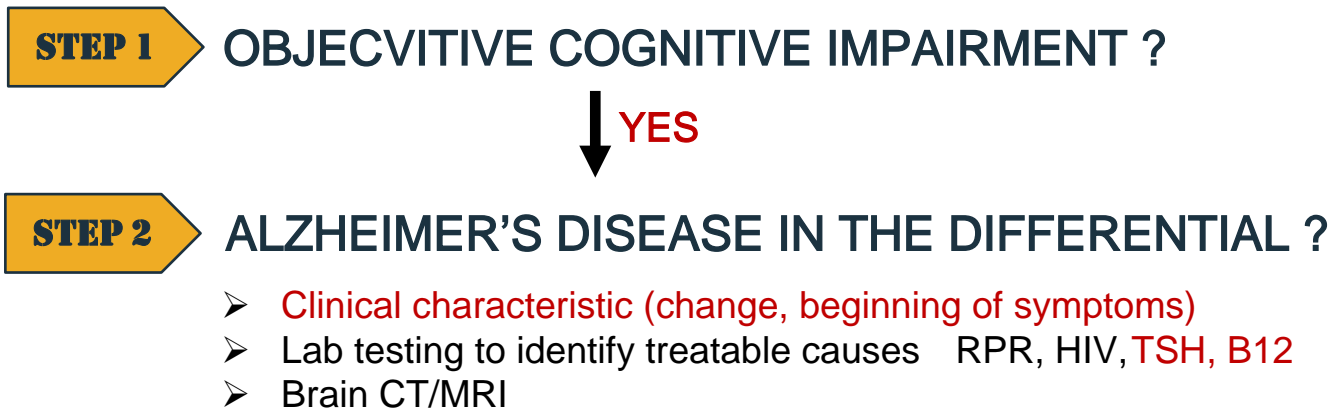 STEP 1 OBJECVITIVE COGNITIVE IMPAIRMENT ?
YES
STEP 2 ALZHEIMER’S DISEASE IN THE DIFFERENTIAL ?
➢ Clinical characteristic (change, beginning of symptoms)
➢ Lab testing to identify treatable causes RPR, HIV, TSH, B12
➢ Brain CT/MRI